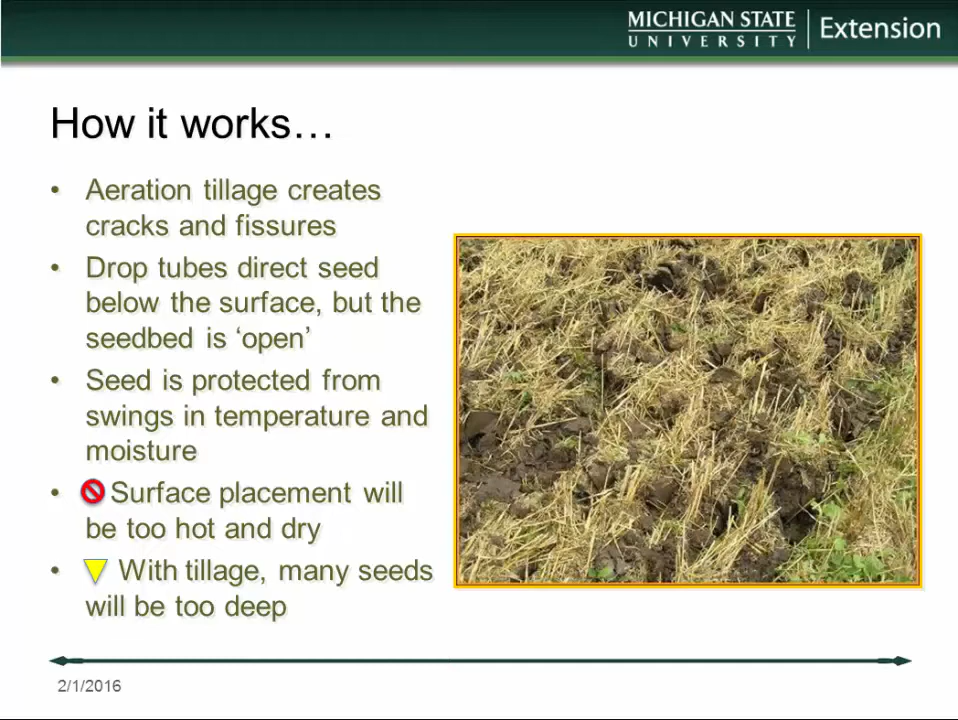 MICHIGAN STATE
UNIVERSITY
Extension
How it works…
• Aeration tillage creates
cracks and fissures
• Drop tubes direct seed
below the surface, but the
seedbed is ‘open’
• Seed is protected from
swings in temperature and
moisture
• Surface placement will
be too hot and dry
• With tillage, many seeds
will be too deep
2/1/2016